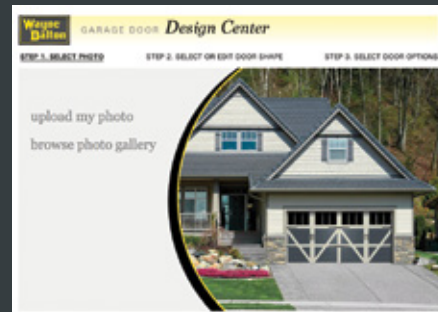 Wayne
Dalton
GARAGE DOOR Design Center
STEP 1. SELECT PHOTO
STEP 2. SELECT OR EDIT DOOR SHAPE
STEP 3. SELECT DOOR OPTIONS
upload my photo
browse photo gallery